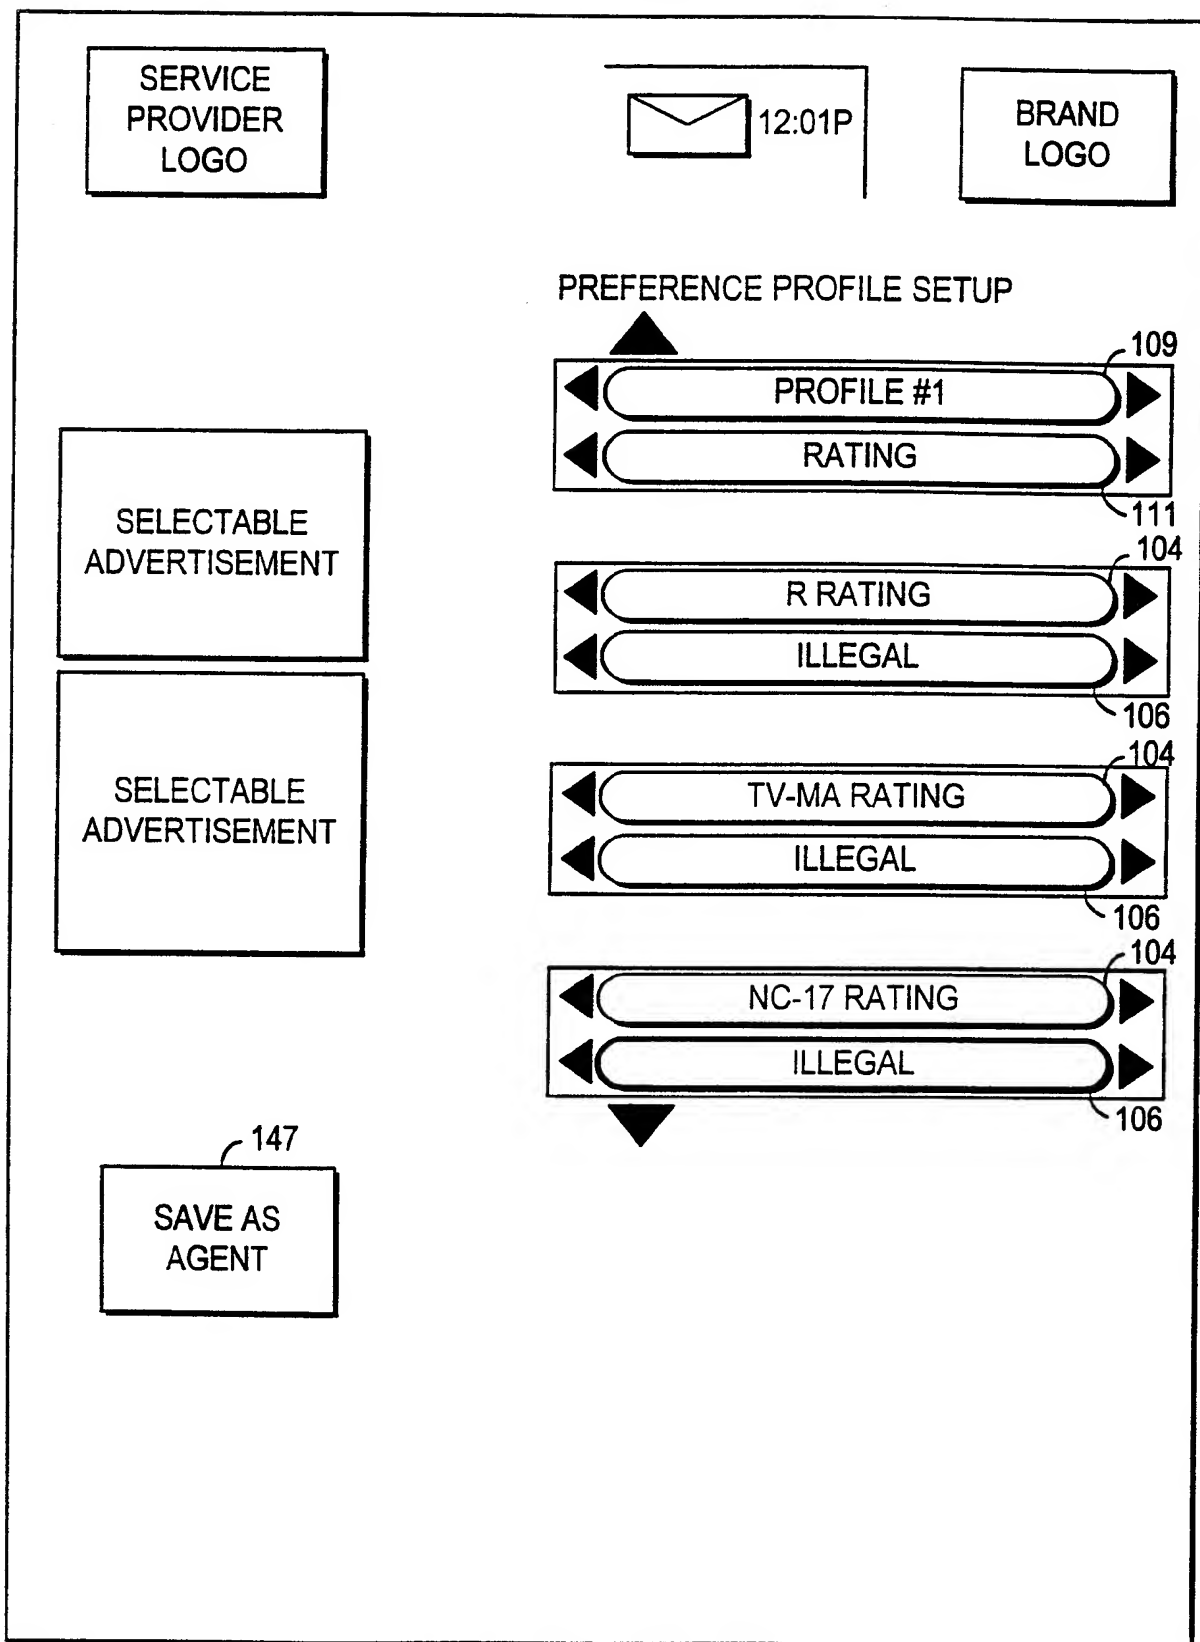 SERVICE
PROVIDER
LOGO
12:01P
BRAND
LOGO
PREFERENCE PROFILE SETUP
109
PROFILE #1
RATING
111
SELECTABLE
ADVERTISEMENT
104
R RATING
ILLEGAL
106
SELECTABLE
ADVERTISEMENT
104
TV-MA RATING
ILLEGAL
106
104
NC-17 RATING
ILLEGAL
106
147
SAVE AS
AGENT